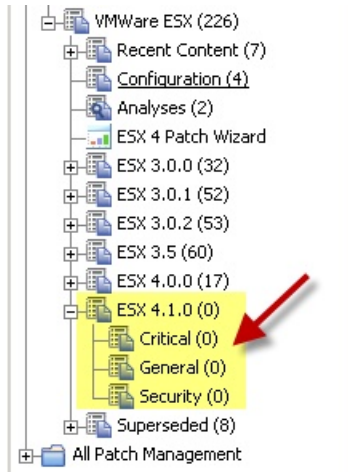 VMWare ESX (226)
Recent Content (7)
Configuration (4)
Analyses (2)
ESX 4 Patch Wizard
ESX 3.0.0 (32)
ESX 3.0.1 (52)
ESX 3.0.2 (53)
ESX 3.5 (60)
ESX 4.0.0 (17)
ESX 4.1.0 (0)
Critical (0)
General (0)
Security (0)
Superseded (8)
All Patch Management